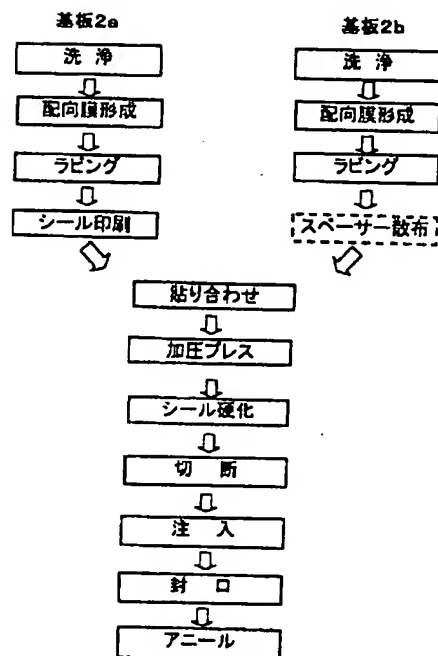 基板2a
洗浄
配向膜形成
ラビング
シール印刷
基板2b
洗浄
配向膜形成
ラビング
スペーサー散布
貼り合わせ
加圧プレス
シール硬化
切断
注入
封口
アニール